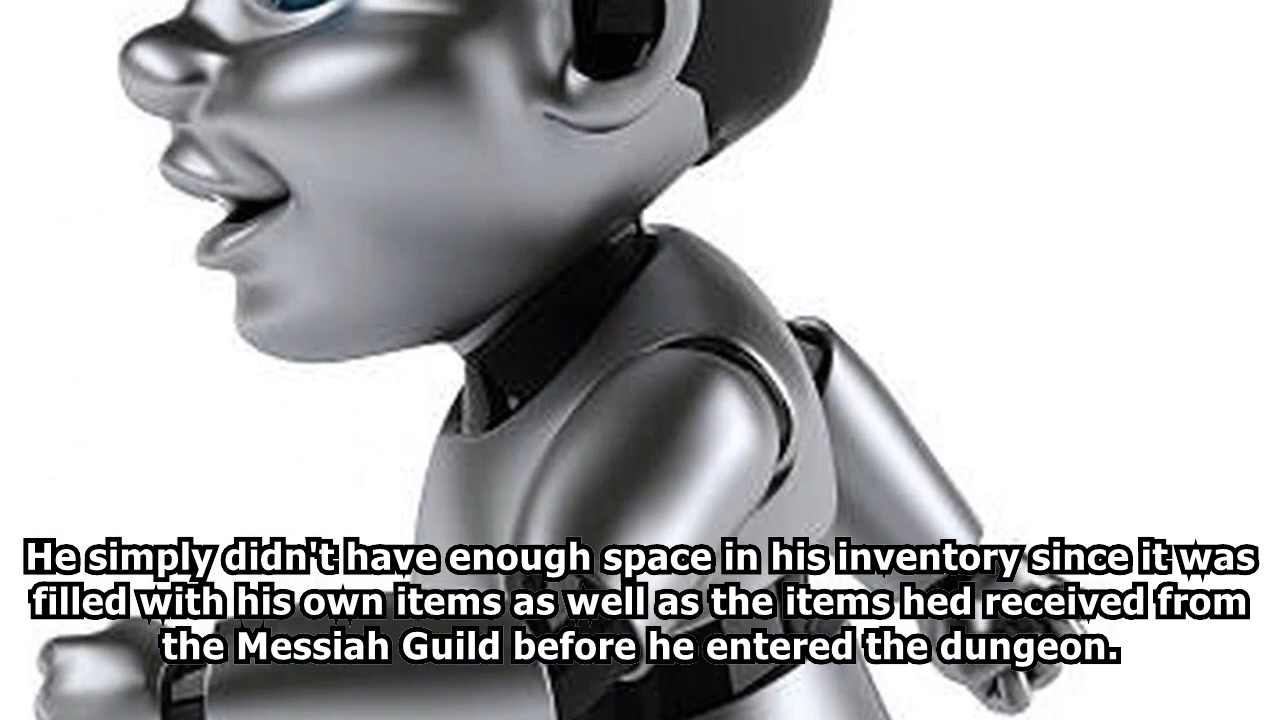 He simply didn't have enough space in his inventory since it was
filled with his own items as well as the items hed received from
the Messiah Guild before he entered the dungeon.